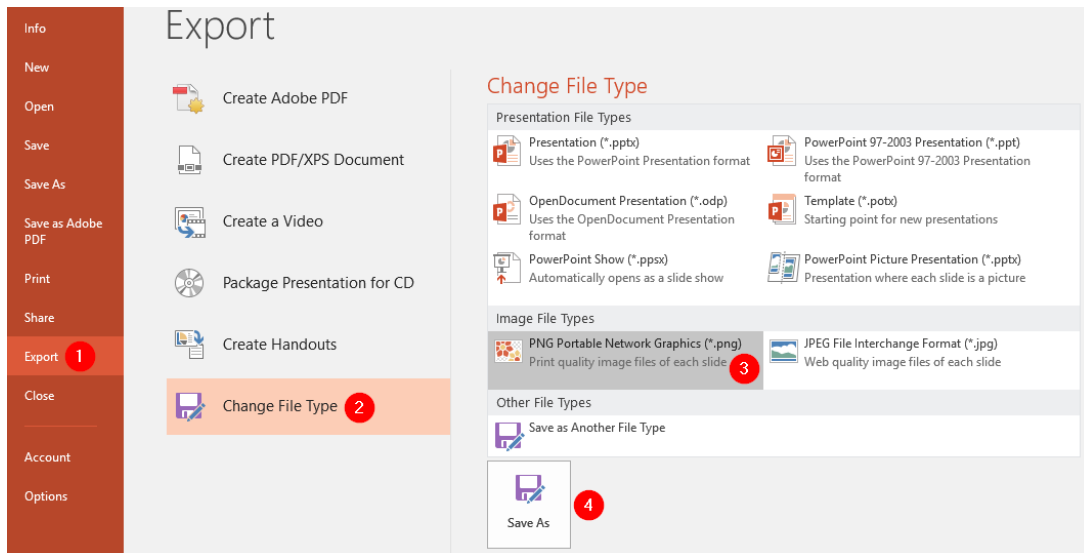 Info
New
Open
Save
Save As
Save as Adobe
PDF
Print
Share
Export 1
Close
Account
Options
Export
Create Adobe PDF
Create PDF/XPS Document
Create a Video
Package Presentation for CD
Create Handouts
Change File Type 2
Change File Type
Presentation File Types
Presentation (*.pptx)
Uses the PowerPoint Presentation format
PowerPoint 97-2003 Presentation (*.ppt)
Uses the PowerPoint 97-2003 Presentation
format
OpenDocument Presentation (*.odp)
Uses the OpenDocument Presentation
format
Template (*.potx)
Starting point for new presentations
PowerPoint Show (*.ppsx)
Automatically opens as a slide show
PowerPoint Picture Presentation (*.pptx)
Presentation where each slide is a picture
Image File Types
PNG Portable Network Graphics (*.png)
Print quality image files of each slide 3
JPEG File Interchange Format (*.jpg)
Web quality image files of each slide
Other File Types
Save as Another File Type
Save As 4